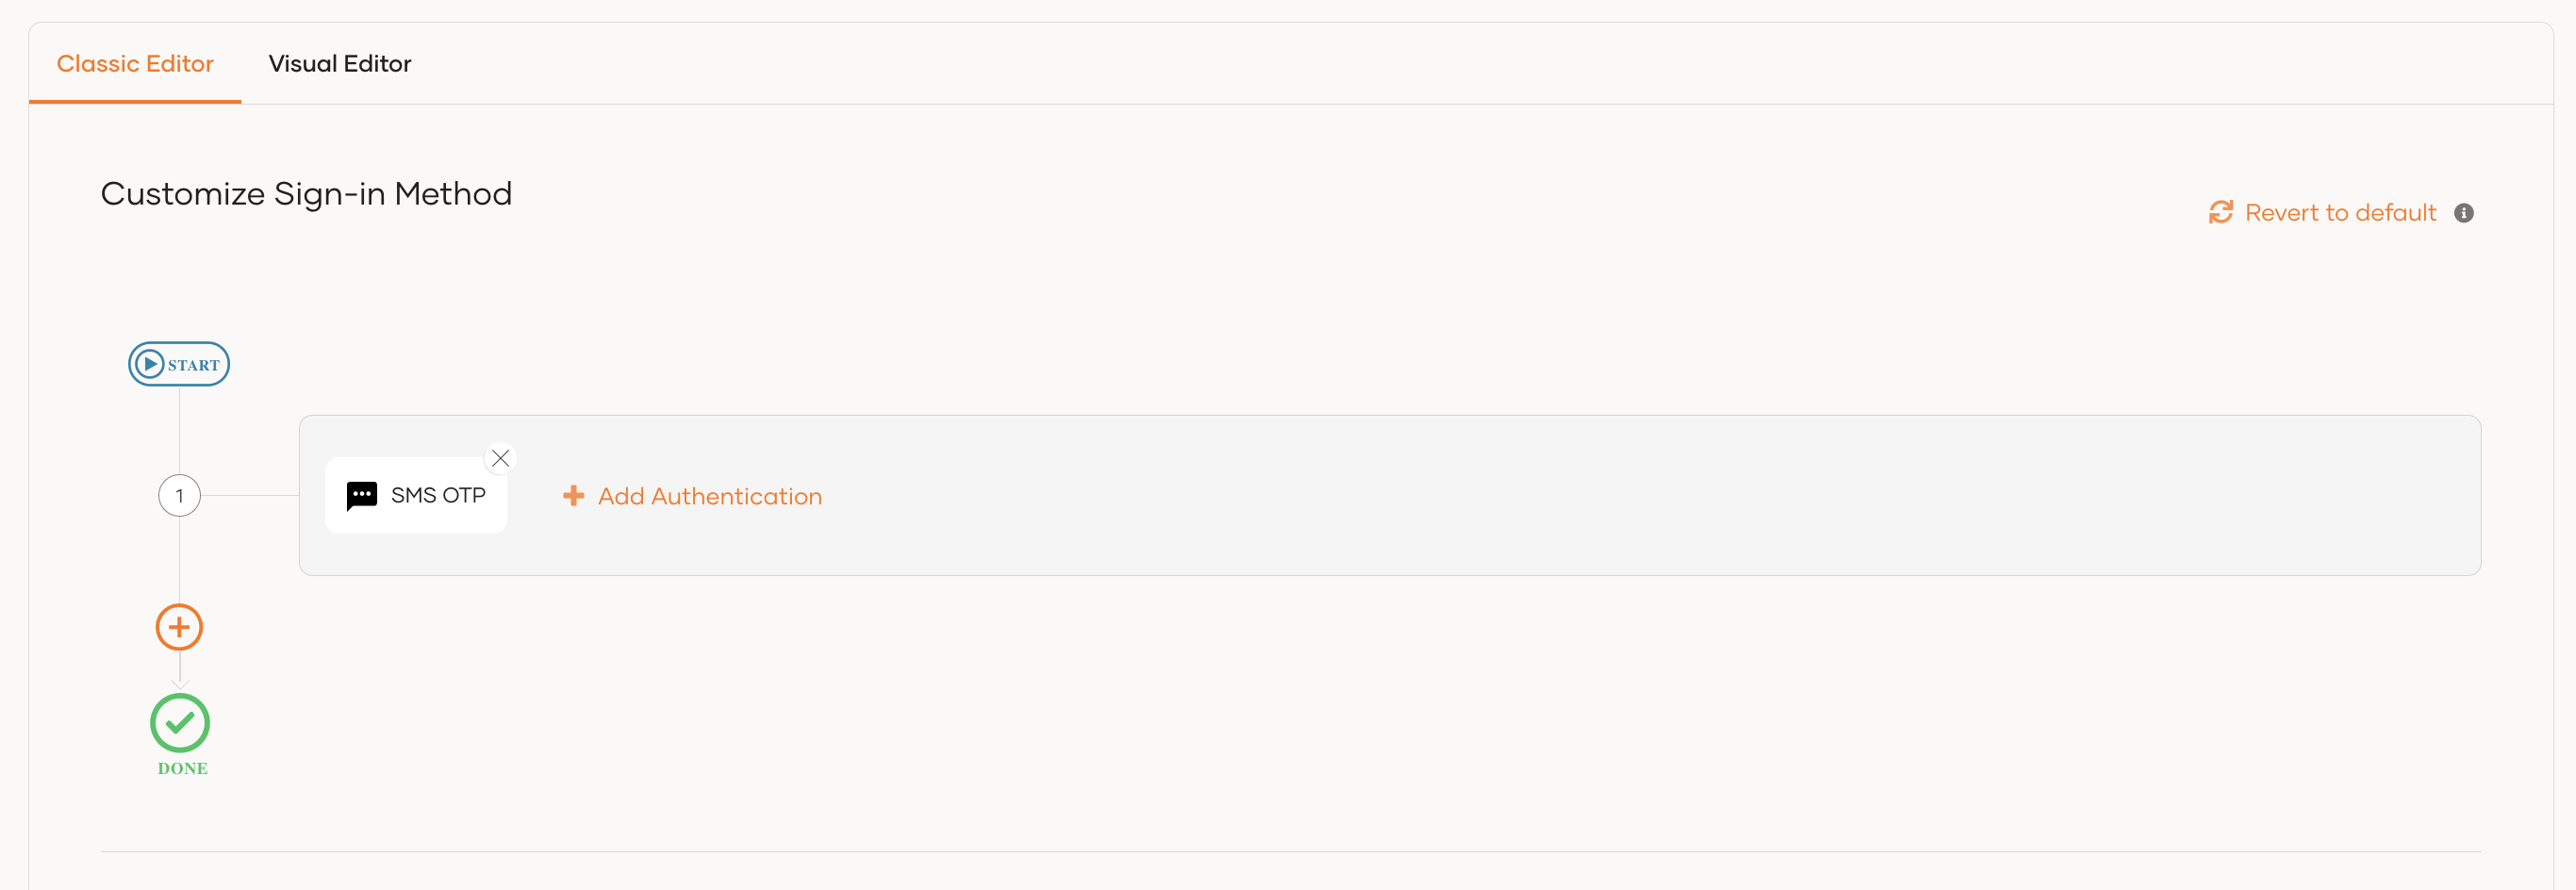 Classic Editor Visual Editor
Customize Sign-in Method
Revert to default
START
1
SMS OTP
Add Authentication
DONE